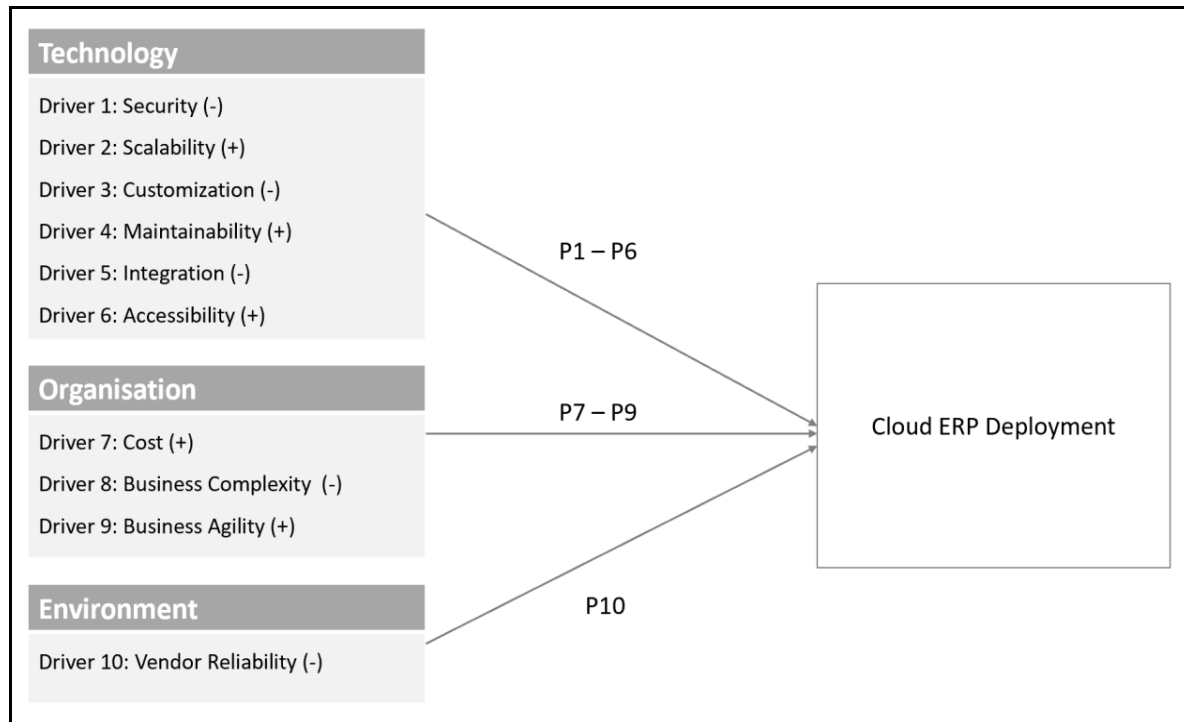 Technology
Driver 1: Security (-)
Driver 2: Scalability (+)
Driver 3: Customization (-)
Driver 4: Maintainability (+)
Driver 5: Integration (-)
Driver 6: Accessibility (+)
P1 – P6
Organisation
Driver 7: Cost (+)
Driver 8: Business Complexity (-)
Driver 9: Business Agility (+)
P7 – P9
Cloud ERP Deployment
Environment
Driver 10: Vendor Reliability (-)
P10